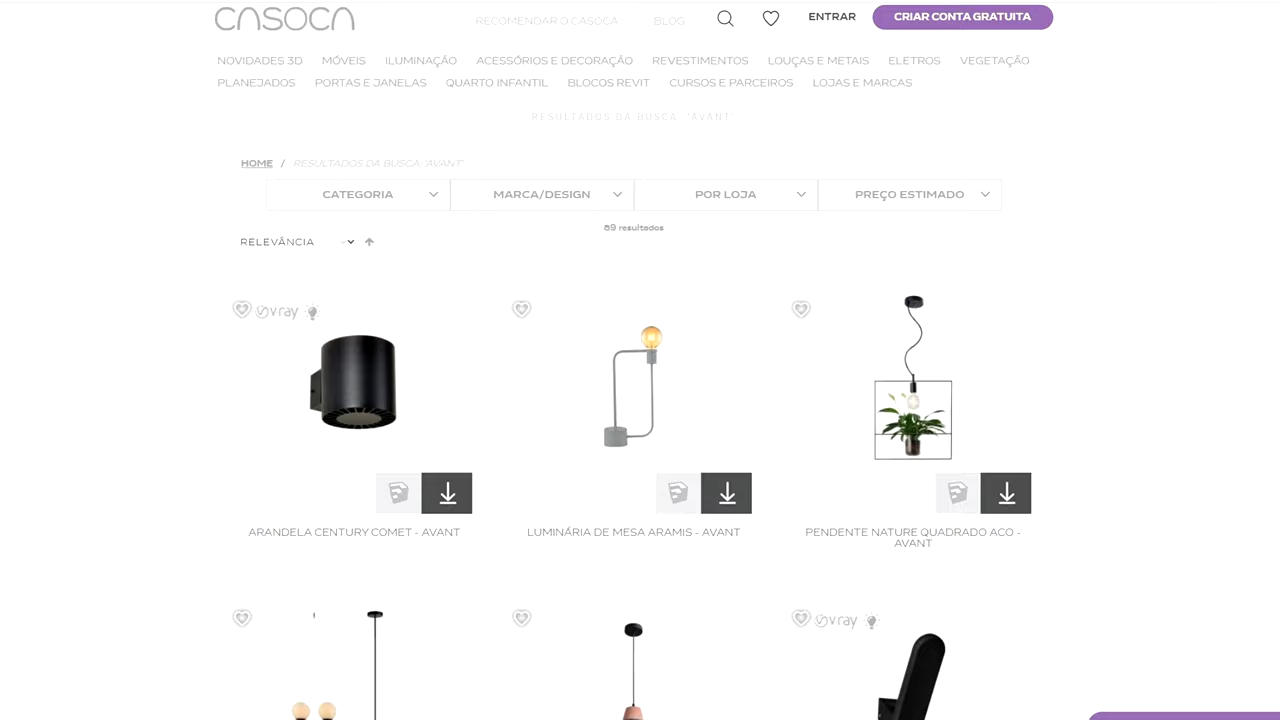 CASOCA
RECOMENDAR O CASOCA
BLOG
ENTRAR
CRIAR CONTA GRATUITA
NOVIDADES 3D
MÓVEIS
ILUMINAÇÃO
ACESSÓRIOS E DECORAÇÃO
REVESTIMENTOS
LOUÇAS E METAIS
ELETROS
VEGETAÇÃO
PLANEJADOS
PORTAS E JANELAS
QUARTO INFANTIL
BLOCOS REVIT
CURSOS E PARCEIROS
LOJAS E MARCAS
RESULTADOS DA BUSCA: 'AVANT'
HOME / RESULTADOS DA BUSCA: 'AVANT'
CATEGORIA
MARCA/DESIGN
POR LOJA
PREÇO ESTIMADO
89 resultados
RELEVÂNCIA
vray
ARANDELA CENTURY COMET - AVANT
LUMINÁRIA DE MESA ARAMIS - AVANT
PENDENTE NATURE QUADRADO ACO -
AVANT
vray